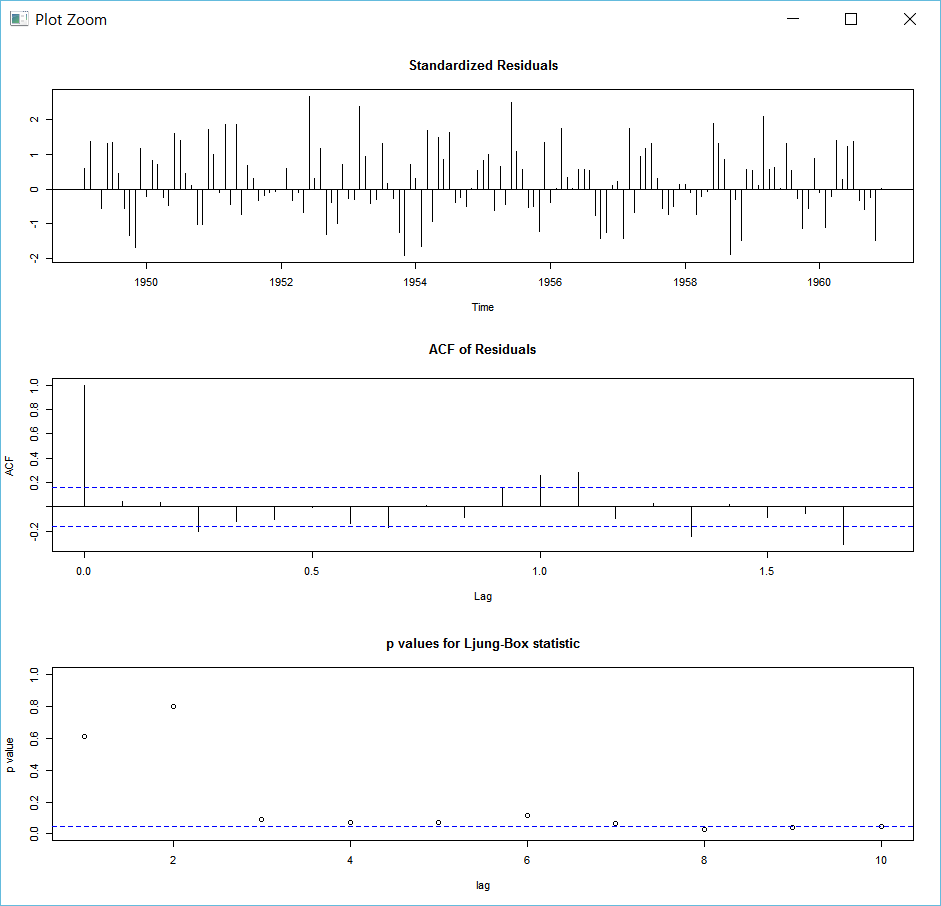 Plot Zoom
Standardized Residuals
2
1
0
-1
-2
1950 1952 1954 1956 1958 1960
Time
ACF of Residuals
ACF
1.0
0.8
0.6
0.4
0.2
-0.2
0.0 0.5 1.0 1.5
Lag
p values for Ljung-Box statistic
p value
1.0
0.8
0.6
0.4
0.2
0.0
2 4 6 8 10
lag